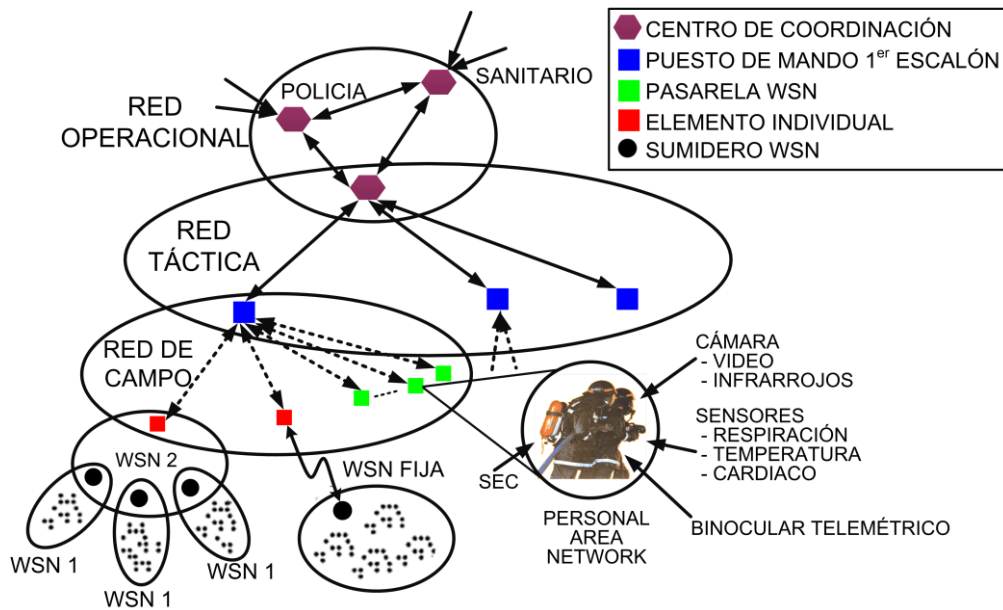 CENTRO DE COORDINACIÓN
PUESTO DE MANDO 1er ESCALÓN
PASARELA WSN
ELEMENTO INDIVIDUAL
SUMIDERO WSN
POLICIA
SANITARIO
RED
OPERACIONAL
RED
TÁCTICA
RED DE
CAMPO
CÁMARA
- VIDEO
- INFRARROJOS
SENSORES
- RESPIRACIÓN
- TEMPERATURA
- CARDIACO
BINOCULAR TELEMÉTRICO
SEC
PERSONAL
AREA
NETWORK
WSN 2
WSN FIJA
WSN 1
WSN 1
WSN 1